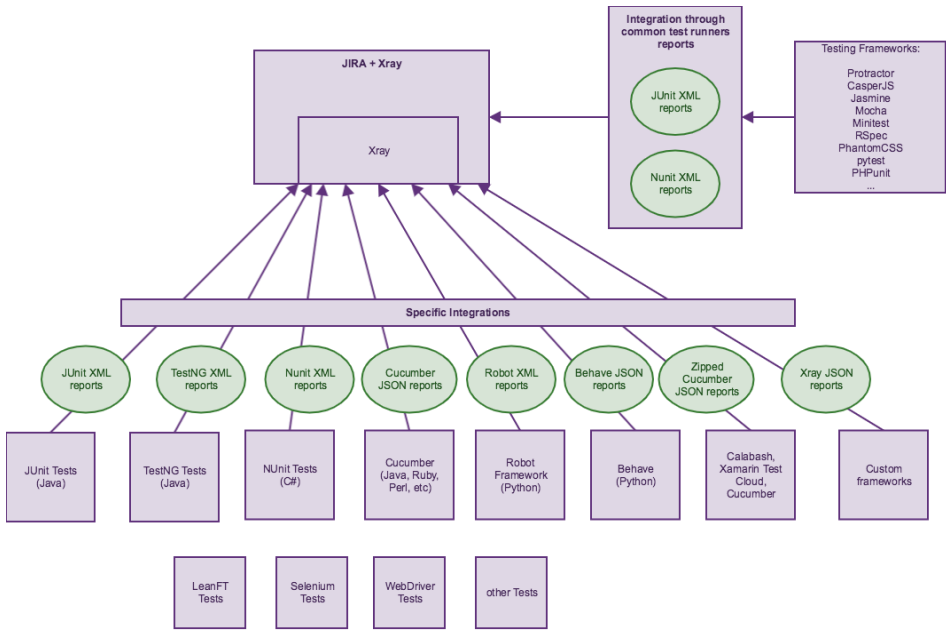 Integration through
common test runners
reports
JUnit XML
reports
Nunit XML
reports
Testing Frameworks:
Protractor
CasperJS
Jasmine
Mocha
Minitest
RSpec
PhantomCSS
pytest
PHPunit
...
JIRA + Xray
Xray
Specific Integrations
JUnit XML
reports
TestNG XML
reports
Nunit XML
reports
Cucumber
JSON reports
Robot XML
reports
Behave JSON
reports
Zipped
Cucumber
JSON reports
Xray JSON
reports
JUnit Tests
(Java)
TestNG Tests
(Java)
NUnit Tests
(C#)
Cucumber
(Java, Ruby,
Perl, etc)
Robot
Framework
(Python)
Behave
(Python)
Calabash,
Xamarin Test
Cloud,
Cucumber
Custom
frameworks
LeanFT
Tests
Selenium
Tests
WebDriver
Tests
other Tests